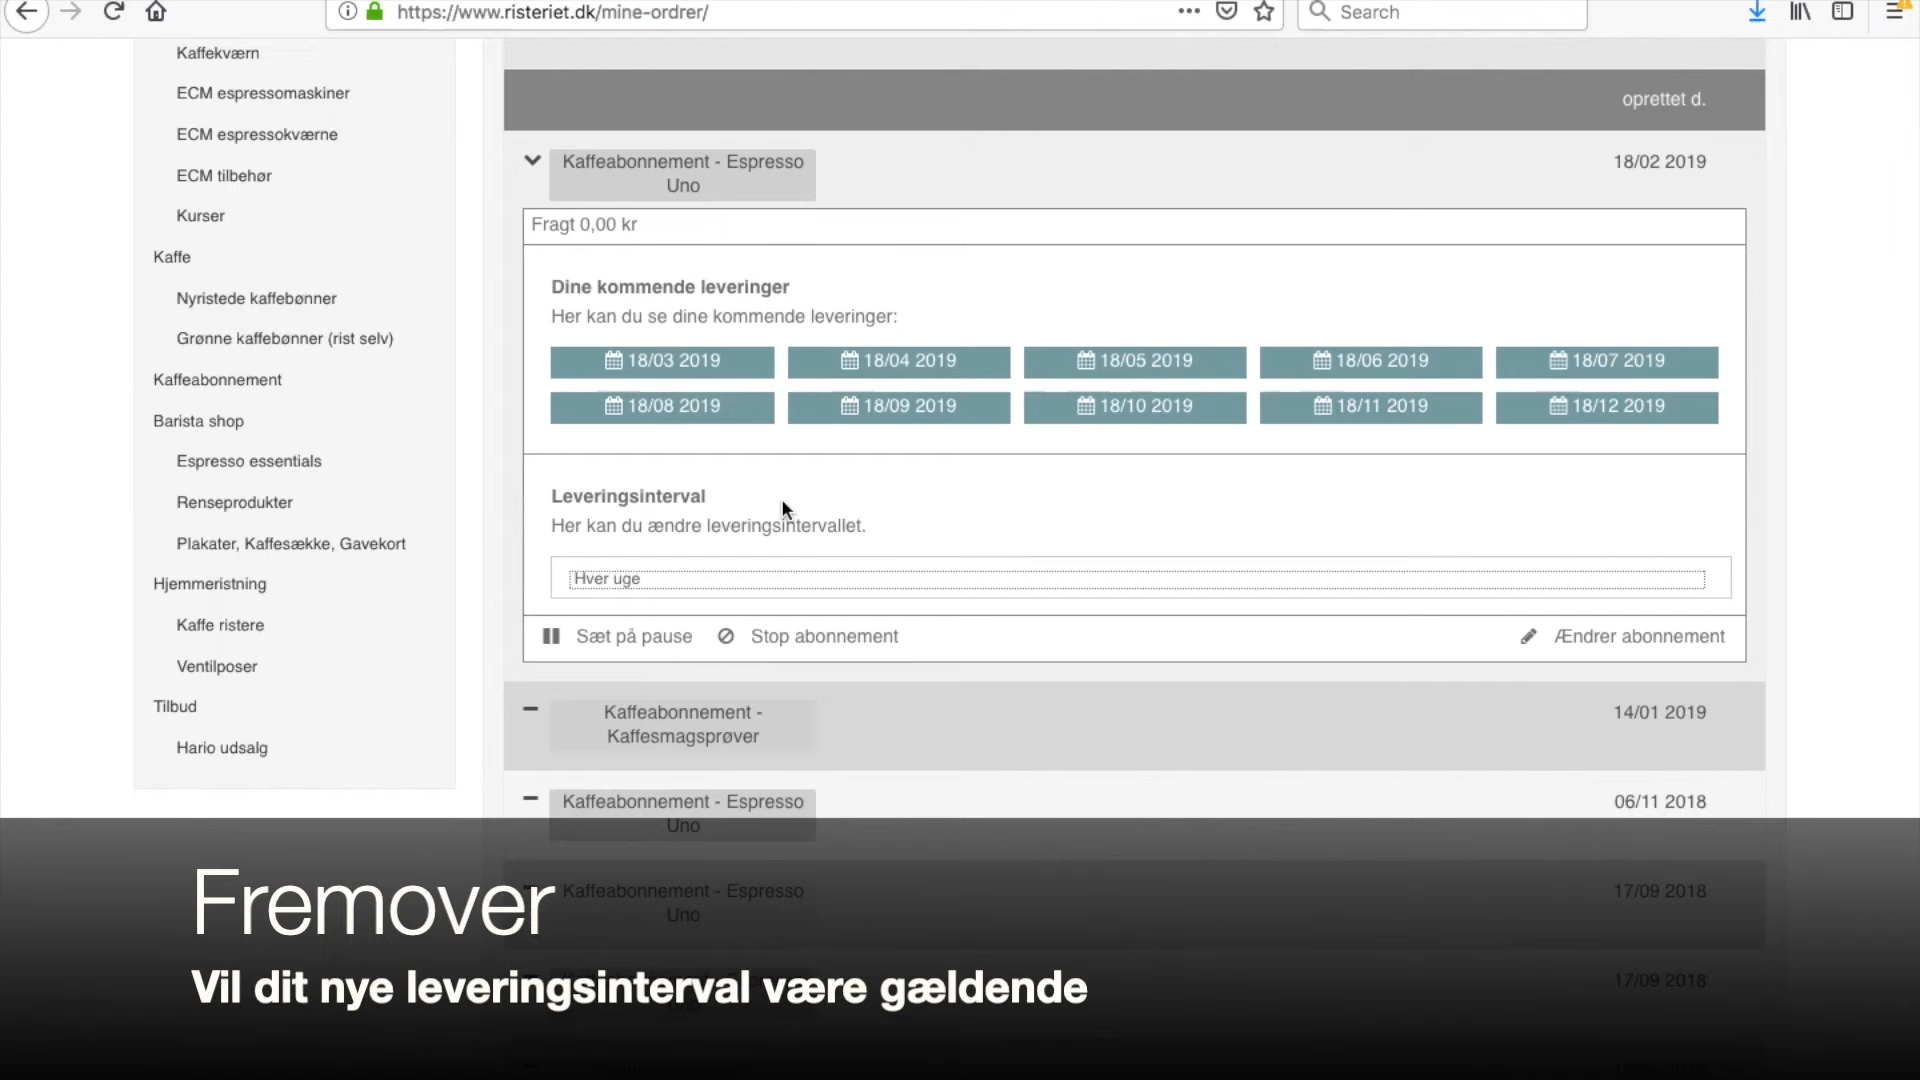 https://www.risteriet.dk/mine-ordrer/
Search
Kaffekværn
ECM espressomaskiner
ECM espressokværne
ECM tilbehør
Kurser
Kaffe
Nyristede kaffebønner
Grønne kaffebønner (rist selv)
Kaffeabonnement
Barista shop
Espresso essentials
Renseprodukter
Plakater, Kaffesække, Gavekort
Hjemmeristning
Kaffe ristere
Ventilposer
Tilbud
Hario udsalg
oprettet d.
Kaffeabonnement - Espresso
Uno
18/02 2019
Fragt 0,00 kr
Dine kommende leveringer
Her kan du se dine kommende leveringer:
18/03 2019 18/04 2019 18/05 2019 18/06 2019 18/07 2019
18/08 2019 18/09 2019 18/10 2019 18/11 2019 18/12 2019
Leveringsinterval
Her kan du ændre leveringsintervallet.
Hver uge
Sæt på pause Stop abonnement Ændrer abonnement
Kaffeabonnement -
Kaffesmagsprøver
14/01 2019
Kaffeabonnement - Espresso
Uno
06/11 2018
Kaffeabonnement - Espresso
Uno
17/09 2018
17/09 2018
Fremover
Vil dit nye leveringsinterval være gældende